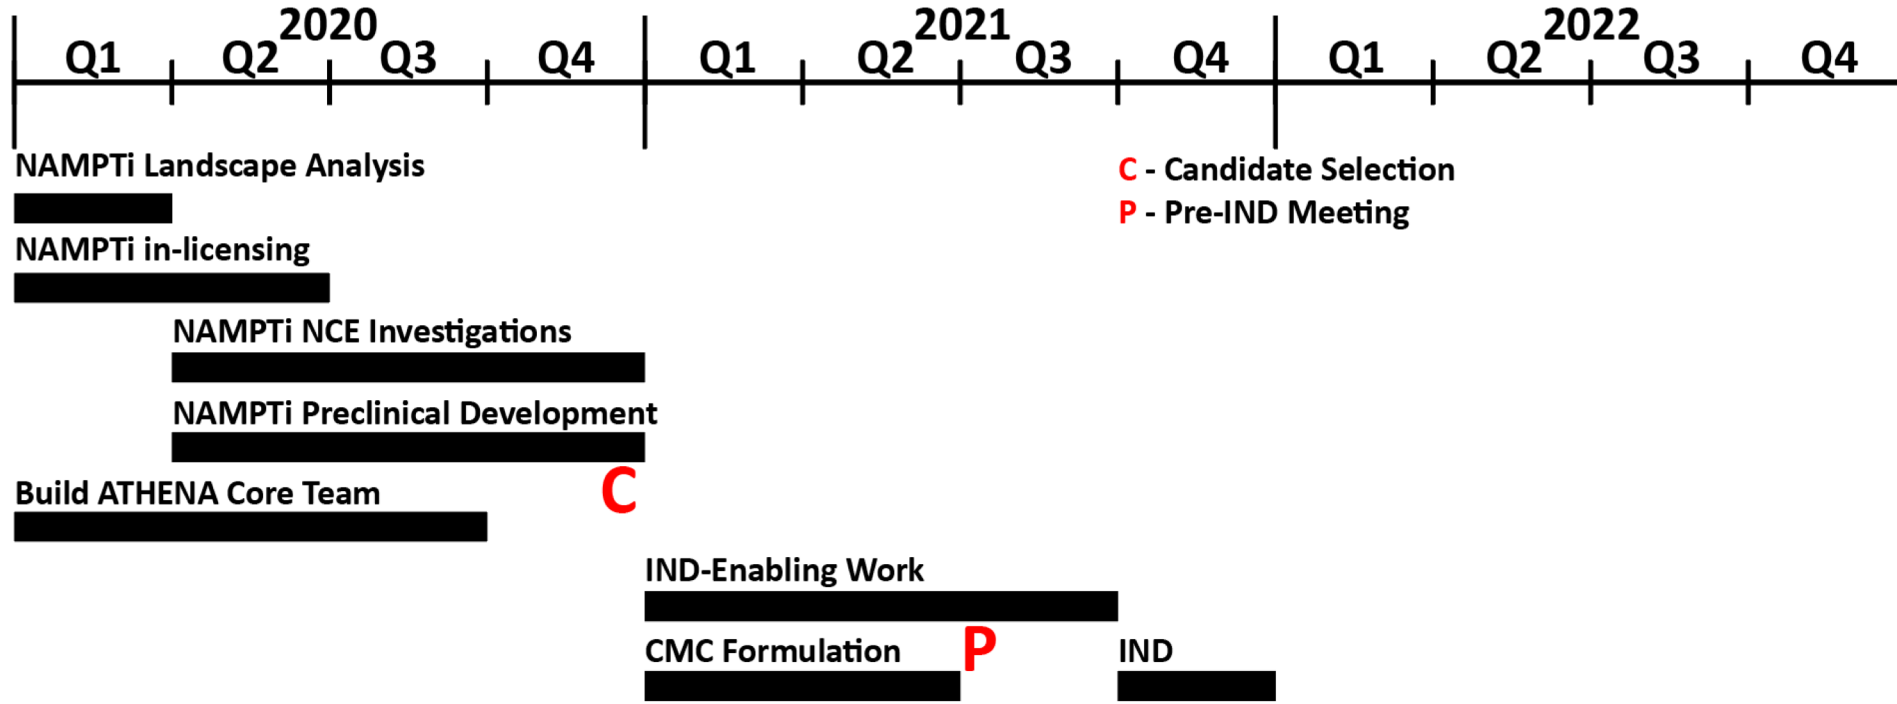 2020 2021 2022
Q1 Q2 Q3 Q4 Q1 Q2 Q3 Q4 Q1 Q2 Q3 Q4
NAMPTi Landscape Analysis
C - Candidate Selection
P - Pre-IND Meeting
NAMPTi in-licensing
NAMPTi NCE Investigations
NAMPTi Preclinical Development
C
Build ATHENA Core Team
IND-Enabling Work
CMC Formulation P IND